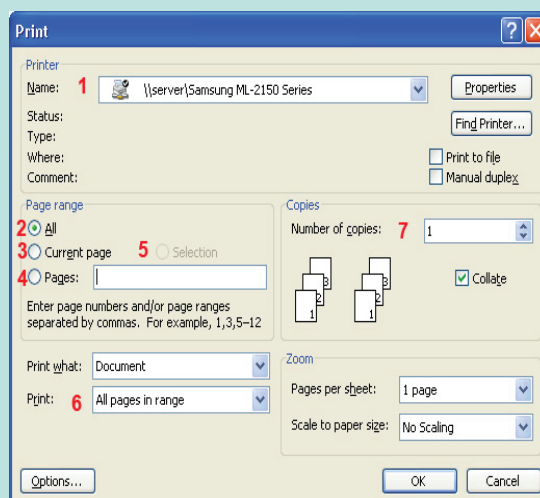 Print
Printer
Name: 1 \\server\Samsung ML-2150 Series Properties
Status: Find Printer...
Type:
Where: Print to file
Comment: Manual duplex
Page range
2 All
3 Current page 5 Selection
4 Pages:
Enter page numbers and/or page ranges
separated by commas. For example, 1,3,5–12
Copies
Number of copies: 7 1
1 2 3 1 2 3
Collate
Print what: Document
Print: 6 All pages in range
Zoom
Pages per sheet: 1 page
Scale to paper size: No Scaling
Options... OK Cancel